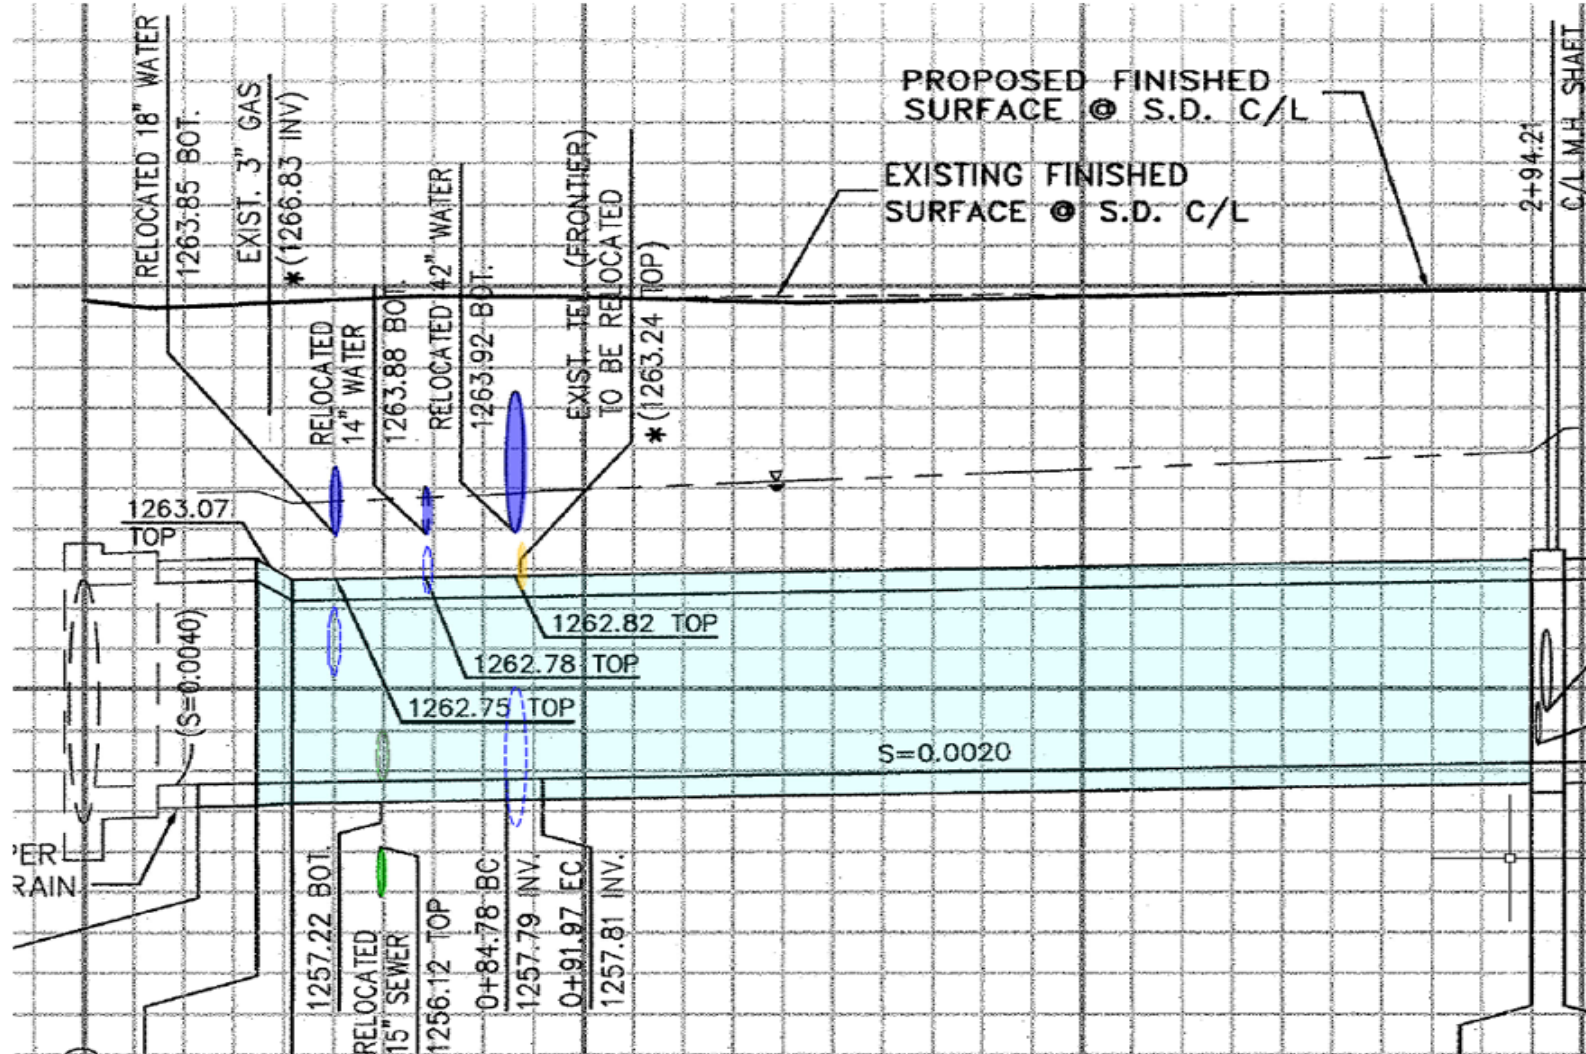 RELOCATED 18" WATER
1263.85 BOT.
EXIST. 3" GAS
*(1266.83 INV)
RELOCATED
14" WATER
1263.88 BOT.
RELOCATED 42" WATER
1263.92 BOT.
EXIST. TEL (FRONTIER)
TO BE RELOCATED
*(1263.24 TOP)
PROPOSED FINISHED
SURFACE @ S.D. C/L
EXISTING FINISHED
SURFACE @ S.D. C/L
2+94.21
C/L M.H. SHAFT
1263.07
TOP
(S=0.0040)
1262.82 TOP
1262.78 TOP
1262.75 TOP
S=0.0020
PER
RAIN
1257.22 BOT.
RELOCATED
15" SEWER
1256.12 TOP
0+84.78 BC
1257.79 INV.
0+91.97 EC
1257.81 INV.